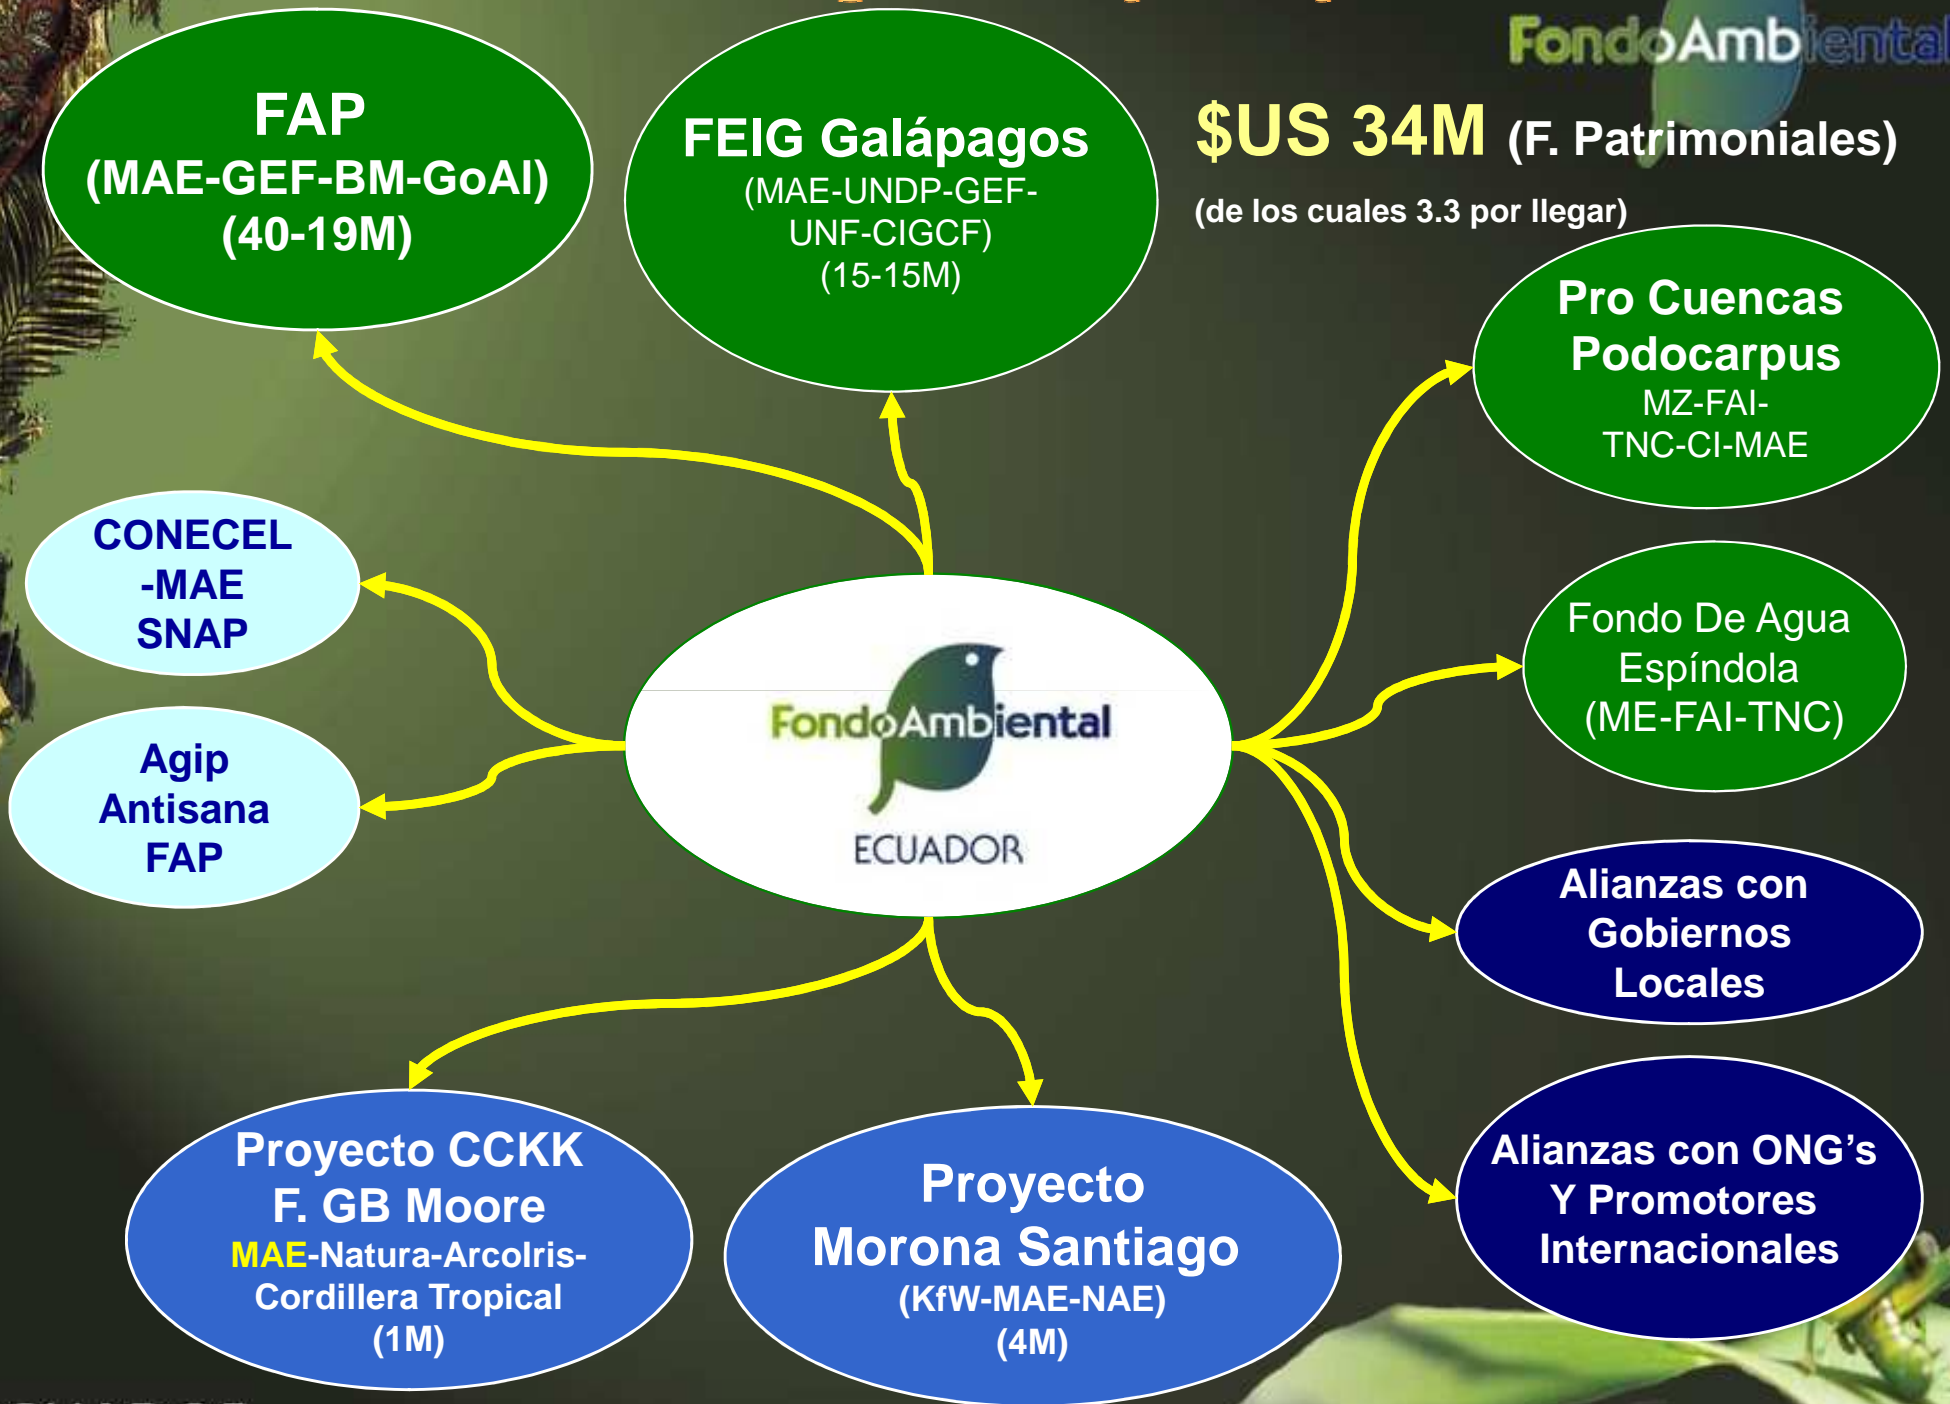 FondoAmbiental
FAP
(MAE-GEF-BM-GoAl)
(40-19M)
FEIG Galápagos
(MAE-UNDP-GEF-
UNF-CIGCF)
(15-15M)
$US 34M (F. Patrimoniales)
(de los cuales 3.3 por llegar)
Pro Cuencas
Podocarpus
MZ-FAI-
TNC-CI-MAE
CONECEL
-MAE
SNAP
Fondo De Agua
Espíndola
(ME-FAI-TNC)
FondoAmbiental
ECUADOR
Agip
Antisana
FAP
Alianzas con
Gobiernos
Locales
Proyecto CCKK
F. GB Moore
MAE-Natura-ArcoIris-
Cordillera Tropical
(1M)
Proyecto
Morona Santiago
(KfW-MAE-NAE)
(4M)
Alianzas con ONG’s
Y Promotores
Internacionales